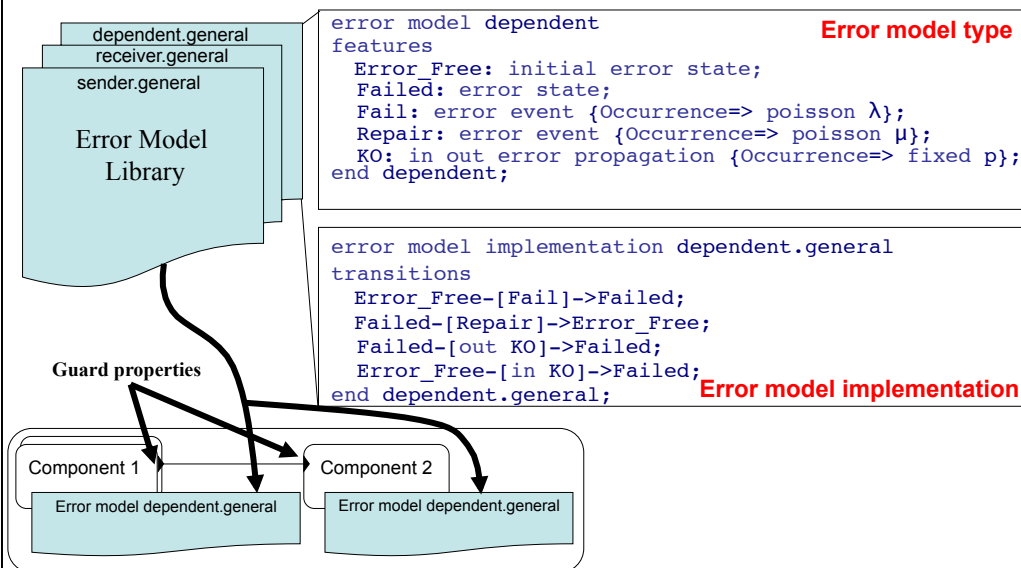 dependent.general
receiver.general
sender.general
Error Model
Library
error model dependent
Error model type
features
Error_Free: initial error state;
Failed: error state;
Fail: error event {Occurrence=> poisson λ};
Repair: error event {Occurrence=> poisson μ};
KO: in out error propagation {Occurrence=> fixed p};
end dependent;
error model implementation dependent.general
transitions
Error_Free-[Fail]->Failed;
Failed-[Repair]->Error_Free;
Failed-[out KO]->Failed;
Error_Free-[in KO]->Failed;
end dependent.general;
Error model implementation
Guard properties
Component 1
Component 2
Error model dependent.general
Error model dependent.general